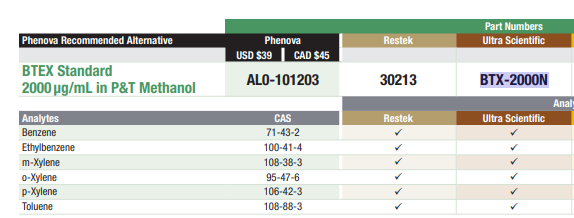 Part Numbers
Phenova Recommended Alternative Phenova Restek Ultra Scientific
USD $39 CAD $45
BTEX Standard
2000 µg/mL in P&T Methanol AL0-101203 30213 BTX-2000N
Analytes CAS Restek Ultra Scientific
Benzene 71-43-2 ✓ ✓
Ethylbenzene 100-41-4 ✓ ✓
m-Xylene 108-38-3 ✓ ✓
o-Xylene 95-47-6 ✓ ✓
p-Xylene 106-42-3 ✓ ✓
Toluene 108-88-3 ✓ ✓